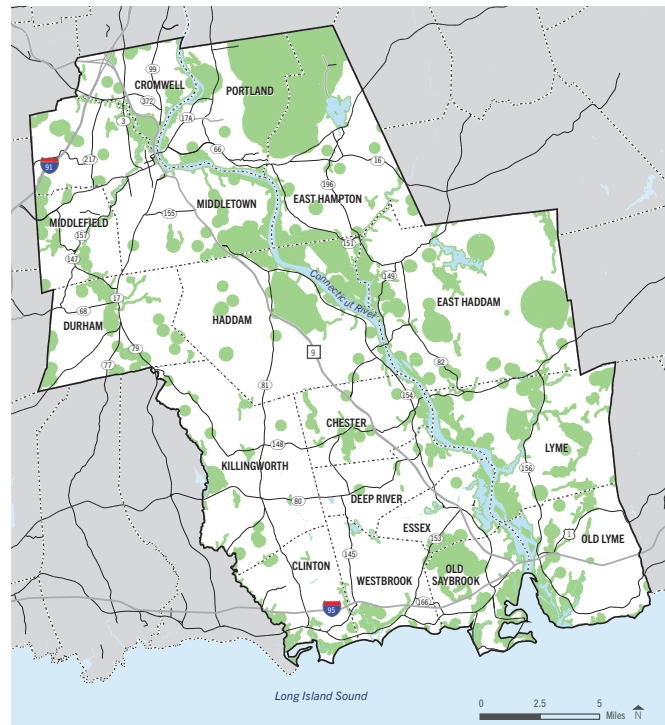 99
CROMWELL
372
PORTLAND
17A
3
66
91
217
16
196
MIDDLETOWN
EAST HAMPTON
155
MIDDLEFIELD
157
151
147
149
Connecticut River
17
EAST HADDAM
68
DURHAM
HADDAM
9
79
77
82
81
154
CHESTER
148
LYME
KILLINGWORTH
156
80
DEEP RIVER
ESSEX
1
153
OLD LYME
145
CLINTON
WESTBROOK
OLD
SAYBROOK
166
95
Long Island Sound
0 2.5 5
Miles N